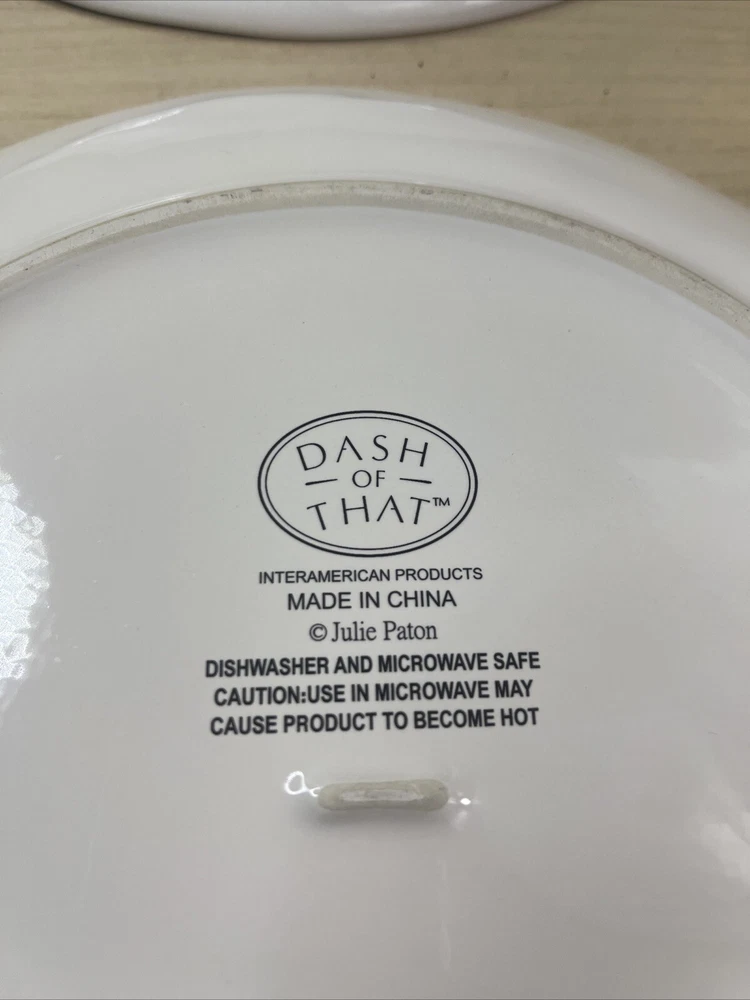 DASH
OF
THAT™
INTERAMERICAN PRODUCTS
MADE IN CHINA
© Julie Paton
DISHWASHER AND MICROWAVE SAFE
CAUTION:USE IN MICROWAVE MAY
CAUSE PRODUCT TO BECOME HOT